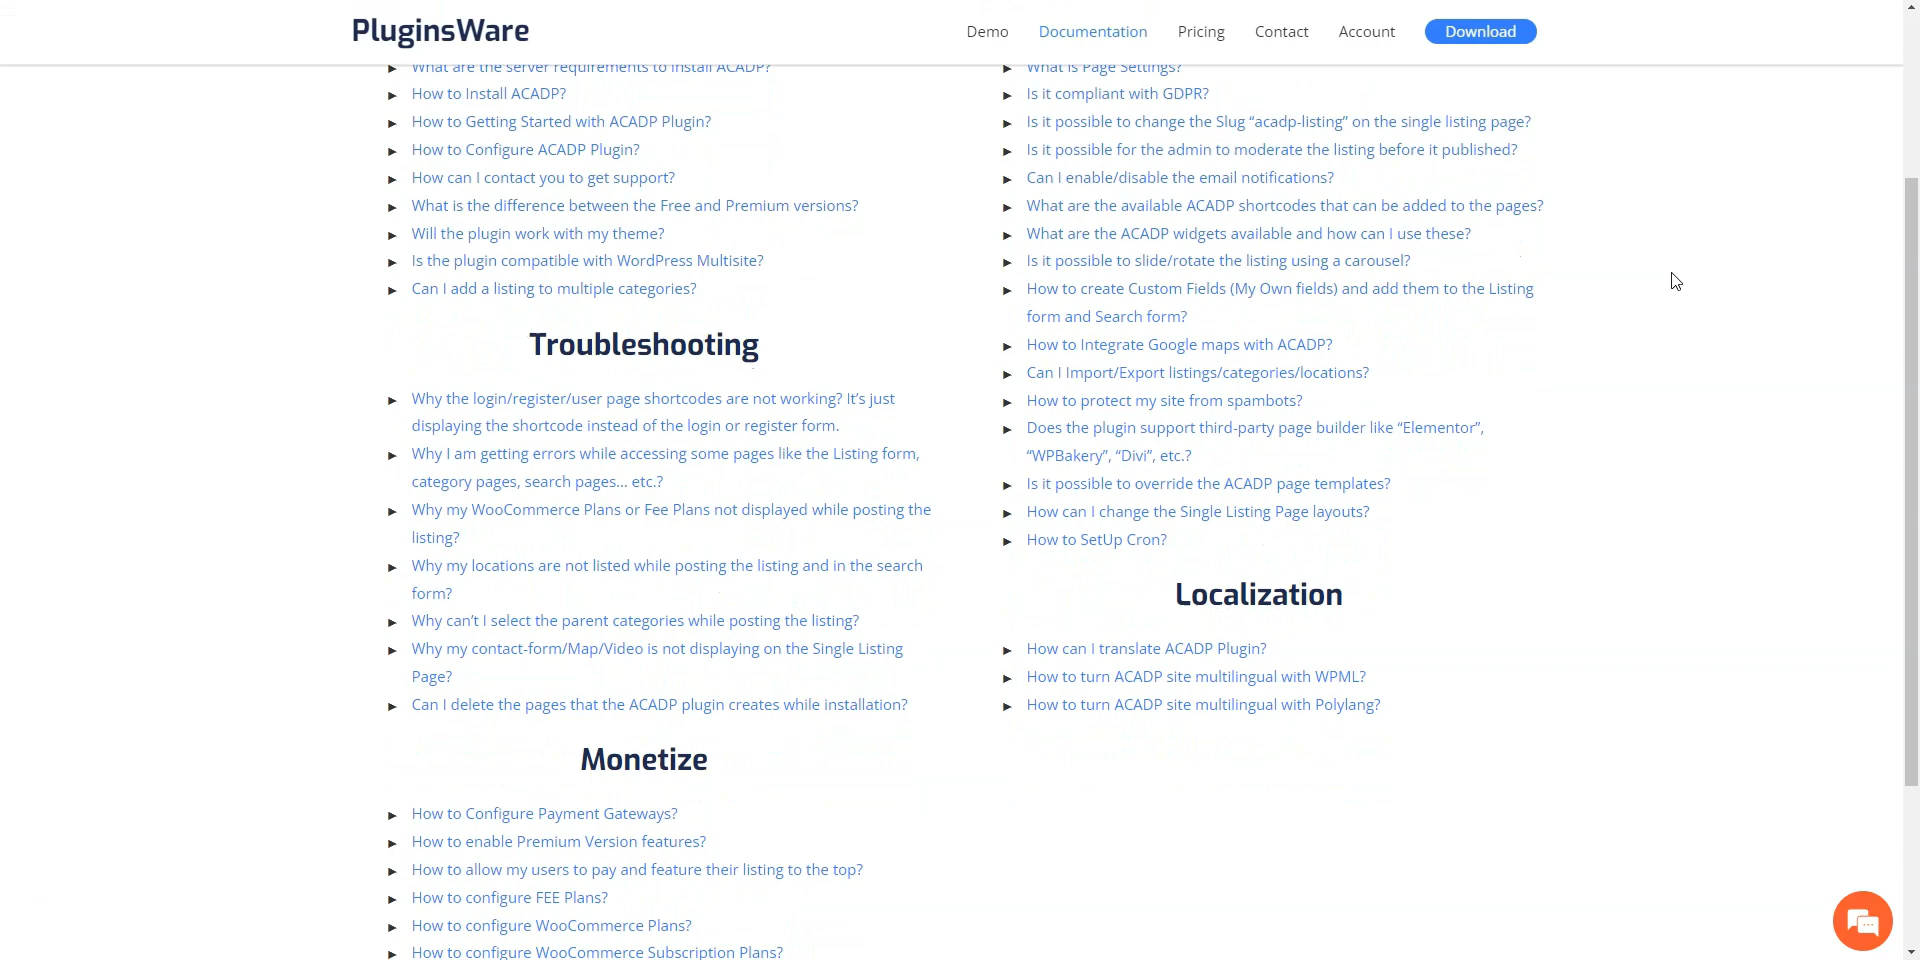 PluginsWare
Demo
Documentation
Pricing
Contact
Account
Download
What are the server requirements to install ACADP?
How to Install ACADP?
How to Getting Started with ACADP Plugin?
How to Configure ACADP Plugin?
How can I contact you to get support?
What is the difference between the Free and Premium versions?
Will the plugin work with my theme?
Is the plugin compatible with WordPress Multisite?
Can I add a listing to multiple categories?
Troubleshooting
Why the login/register/user page shortcodes are not working? It’s just
displaying the shortcode instead of the login or register form.
Why I am getting errors while accessing some pages like the Listing form,
category pages, search pages… etc.?
Why my WooCommerce Plans or Fee Plans not displayed while posting the
listing?
Why my locations are not listed while posting the listing and in the search
form?
Why can’t I select the parent categories while posting the listing?
Why my contact-form/Map/Video is not displaying on the Single Listing
Page?
Can I delete the pages that the ACADP plugin creates while installation?
Monetize
How to Configure Payment Gateways?
How to enable Premium Version features?
How to allow my users to pay and feature their listing to the top?
How to configure FEE Plans?
How to configure WooCommerce Plans?
How to configure WooCommerce Subscription Plans?
What is Page Settings?
Is it compliant with GDPR?
Is it possible to change the Slug “acadp-listing” on the single listing page?
Is it possible for the admin to moderate the listing before it published?
Can I enable/disable the email notifications?
What are the available ACADP shortcodes that can be added to the pages?
What are the ACADP widgets available and how can I use these?
Is it possible to slide/rotate the listing using a carousel?
How to create Custom Fields (My Own fields) and add them to the Listing
form and Search form?
How to Integrate Google maps with ACADP?
Can I Import/Export listings/categories/locations?
How to protect my site from spambots?
Does the plugin support third-party page builder like “Elementor”,
“WPBakery”, “Divi”, etc.?
Is it possible to override the ACADP page templates?
How can I change the Single Listing Page layouts?
How to SetUp Cron?
Localization
How can I translate ACADP Plugin?
How to turn ACADP site multilingual with WPML?
How to turn ACADP site multilingual with Polylang?